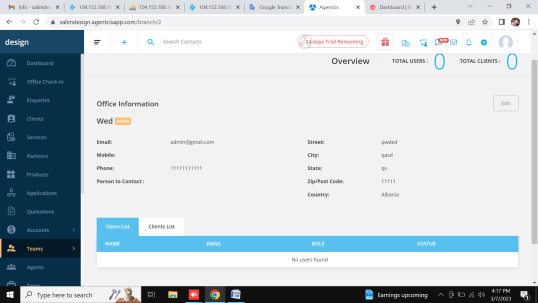 Info - salimdes
104.152.168.1
104.152.168.1
104.152.168.1
Google Transla
Agentcis
Dashboard |
salimdesign.agentcisapp.com/branch/2
design
Search Contacts
14 days Trial Remaining
Overview
TOTAL USERS : 0
TOTAL CLIENTS : 0
Dashboard
Office Check-In
Enquiries
Clients
Services
Partners
Products
Applications
Quotations
Accounts
Teams
Agents
Office Information
Edit
Wed Active
Email: admin@gmail.com
Mobile:
Phone: 11111111111
Person to Contact :
Street: qwded
City: qasd
State: qs
Zip/Post Code: 11111
Country: Albania
Users List
Clients List
NAME EMAIL ROLE STATUS
No users found
Type here to search
Earnings upcoming
4:17 PM
3/7/2023